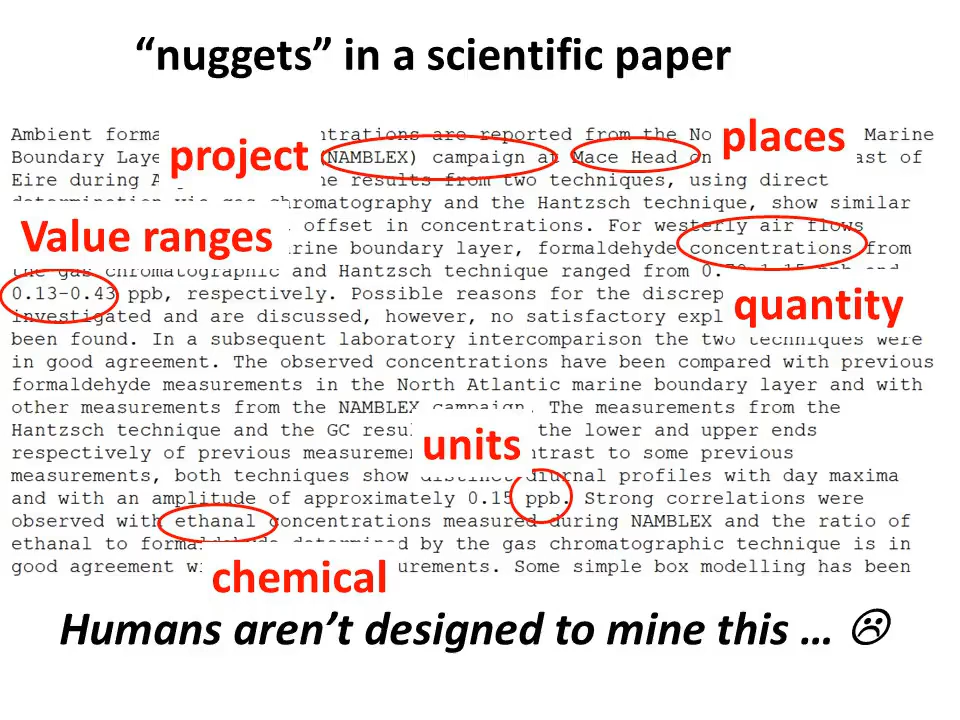 “nuggets” in a scientific paper
Ambient forma ntrations are reported from the No places Marine
Boundary Laye project (NAMBLEX) campaign at Mace Head on ast of
Eire during A he results from two techniques, using direct
determination via gas chromatography and the Hantzsch technique, show similar
Value ranges offset in concentrations. For westerly air flows
rine boundary layer, formaldehyde concentrations from
the gas chromatographic and Hantzsch technique ranged from
0.13-0.43 ppb, respectively. Possible reasons for the discrep quantity
investigated and are discussed, however, no satisfactory expl
been found. In a subsequent laboratory intercomparison the two techniques were
in good agreement. The observed concentrations have been compared with previous
formaldehyde measurements in the North Atlantic marine boundary layer and with
other measurements from the NAMBLEX campaign. The measurements from the
Hantzsch technique and the GC resul units the lower and upper ends
respectively of previous measureme ntrast to some previous
measurements, both techniques show distinct diurnal profiles with day maxima
and with an amplitude of approximately 0.15 ppb. Strong correlations were
observed with ethanal concentrations measured during NAMBLEX and the ratio of
ethanal to formaldehyde determined by the gas chromatographic technique is in
good agreement w chemical urements. Some simple box modelling has been
Humans aren’t designed to mine this … ☹